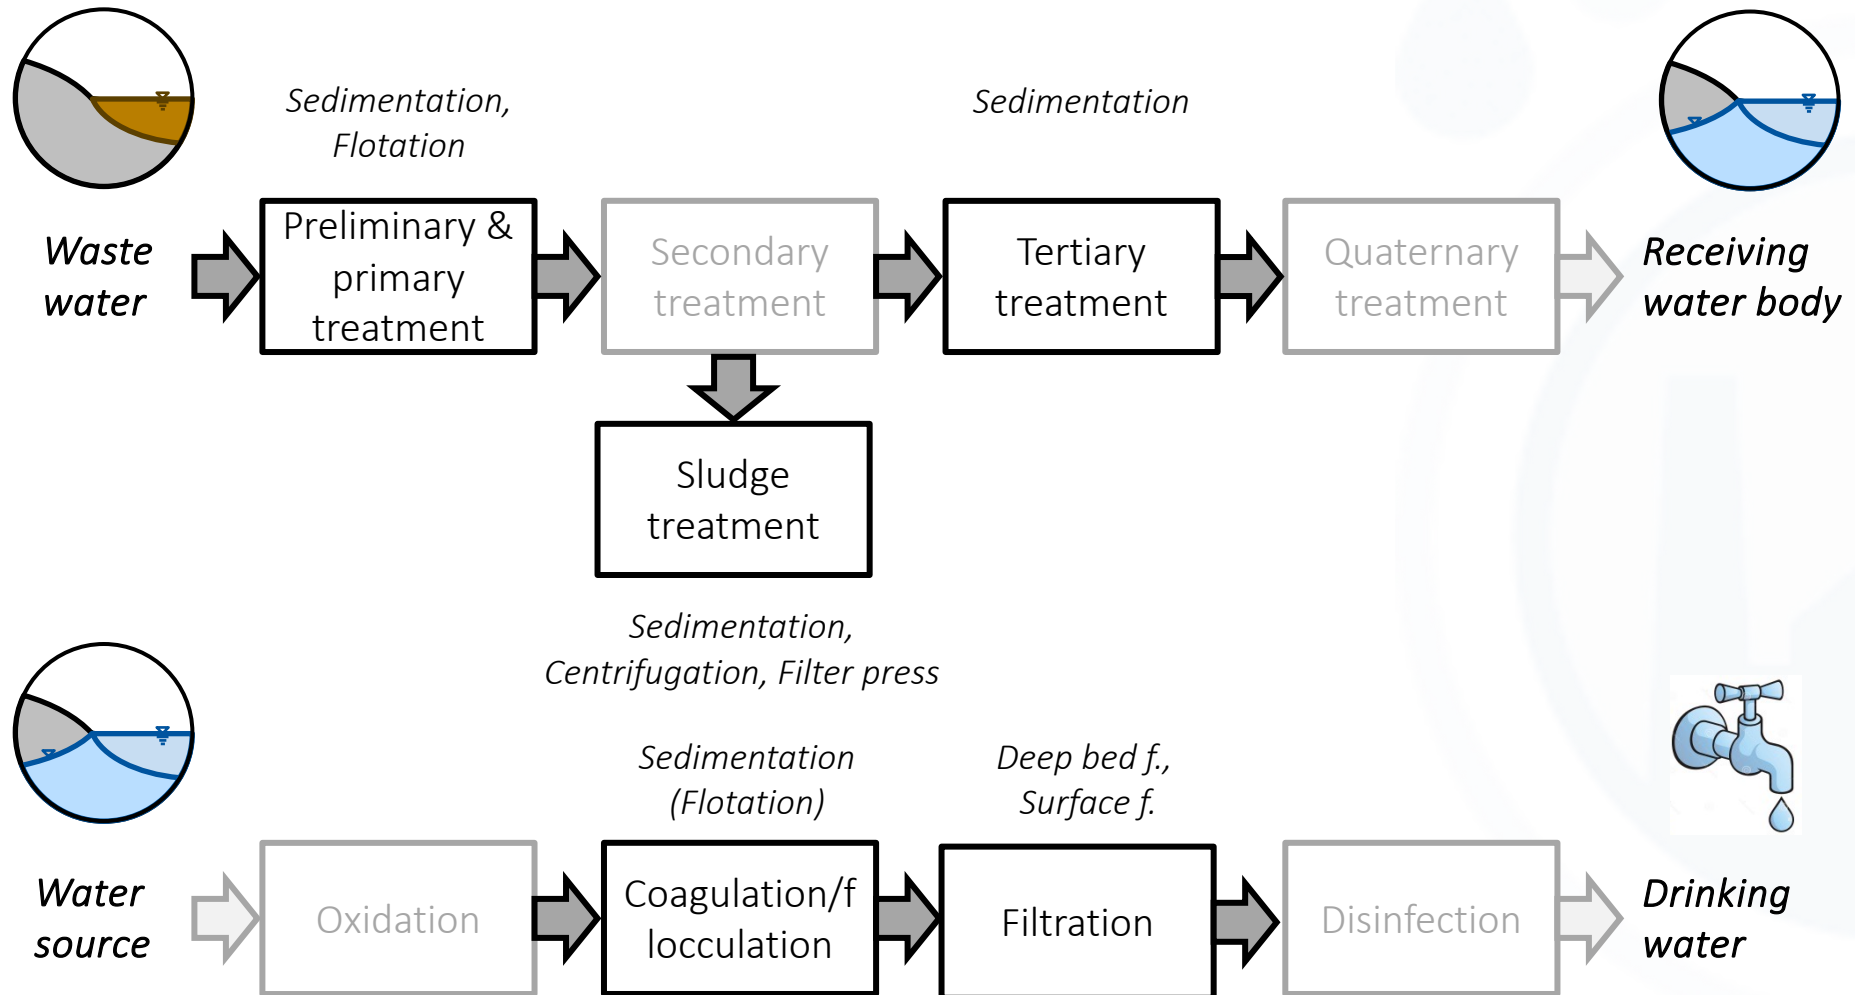 Sedimentation,
Flotation
Sedimentation
Waste
water
Preliminary &
primary
treatment
Secondary
treatment
Tertiary
treatment
Quaternary
treatment
Receiving
water body
Sludge
treatment
Sedimentation,
Centrifugation, Filter press
Sedimentation
(Flotation)
Deep bed f.,
Surface f.
Water
source
Oxidation
Coagulation/f
locculation
Filtration
Disinfection
Drinking
water